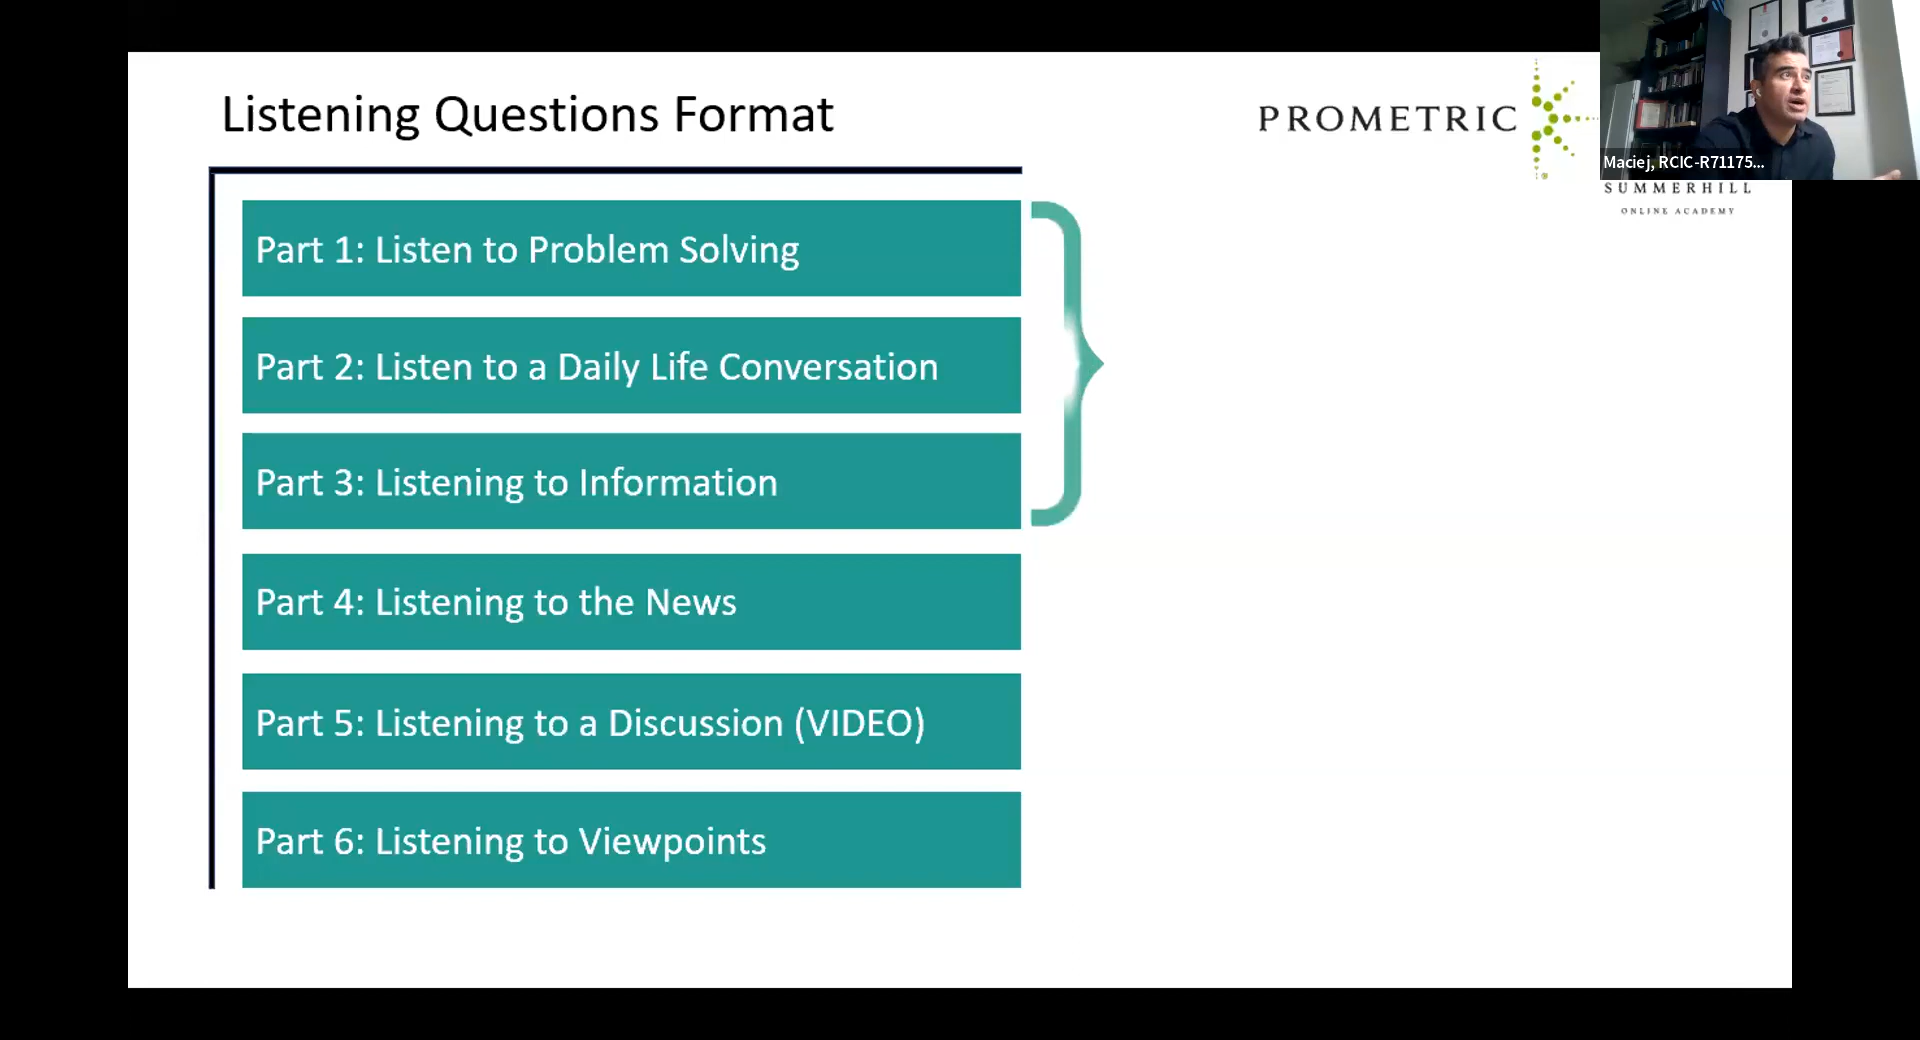 Listening Questions Format
PROMETRIC
Maciej, RCIC-R71175...
SUMMERHILL
ONLINE ACADEMY
Part 1: Listen to Problem Solving
Part 2: Listen to a Daily Life Conversation
Part 3: Listening to Information
Part 4: Listening to the News
Part 5: Listening to a Discussion (VIDEO)
Part 6: Listening to Viewpoints